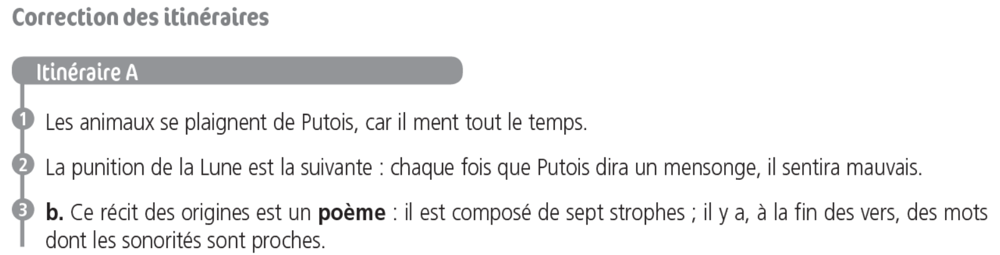 Correction des itinéraires
Itinéraire A
1 Les animaux se plaignent de Putois, car il ment tout le temps.
2 La punition de la Lune est la suivante : chaque fois que Putois dira un mensonge, il sentira mauvais.
3 b. Ce récit des origines est un poème : il est composé de sept strophes ; il y a, à la fin des vers, des mots
dont les sonorités sont proches.